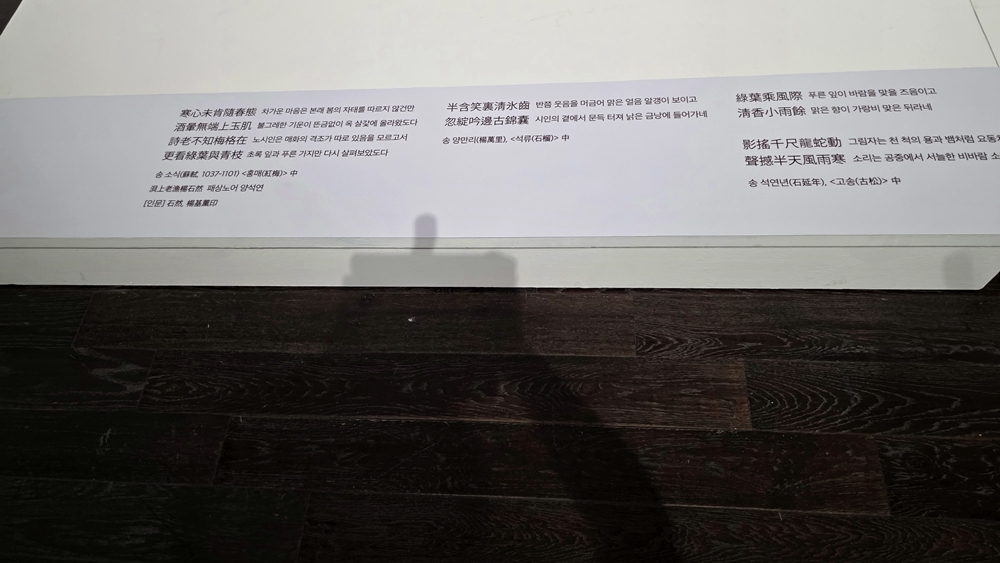 寒心未肯隨春態 차가운 마음은 본래 봄의 자태를 따르지 않건만
酒暈無端上玉肌 불그레한 기운이 뜬금없이 옥 살갗에 올라왔도다
詩老不知梅格在 노시인은 매화의 격조가 따로 있음을 모르고서
更看綠葉與靑枝 초록 잎과 푸른 가지만 다시 살펴보았도다
송 소식(蘇軾, 1037-1101) <홍매(紅梅)> 中
浿上老漁楊石然 패상노어 양석연
[인문] 石然, 楊基薰印
半含笑裏淸氷齒 반쯤 웃음을 머금어 맑은 얼음 알갱이 보이고
忽綻吟邊古錦囊 시인의 곁에서 문득 터져 낡은 금낭에 들어가네
송 양만리(楊萬里), <석류(石榴)> 中
綠葉乘風際 푸른 잎이 바람을 맞을 즈음이고
淸香小雨餘 맑은 향이 가랑비 맞은 뒤라네
影搖千尺龍蛇動 그림자는 천 척의 용과 뱀처럼 요동
聲撼半天風雨寒 소리는 공중에서 서늘한 비바람 소
송 석연년(石延年), <고송(古松)> 中